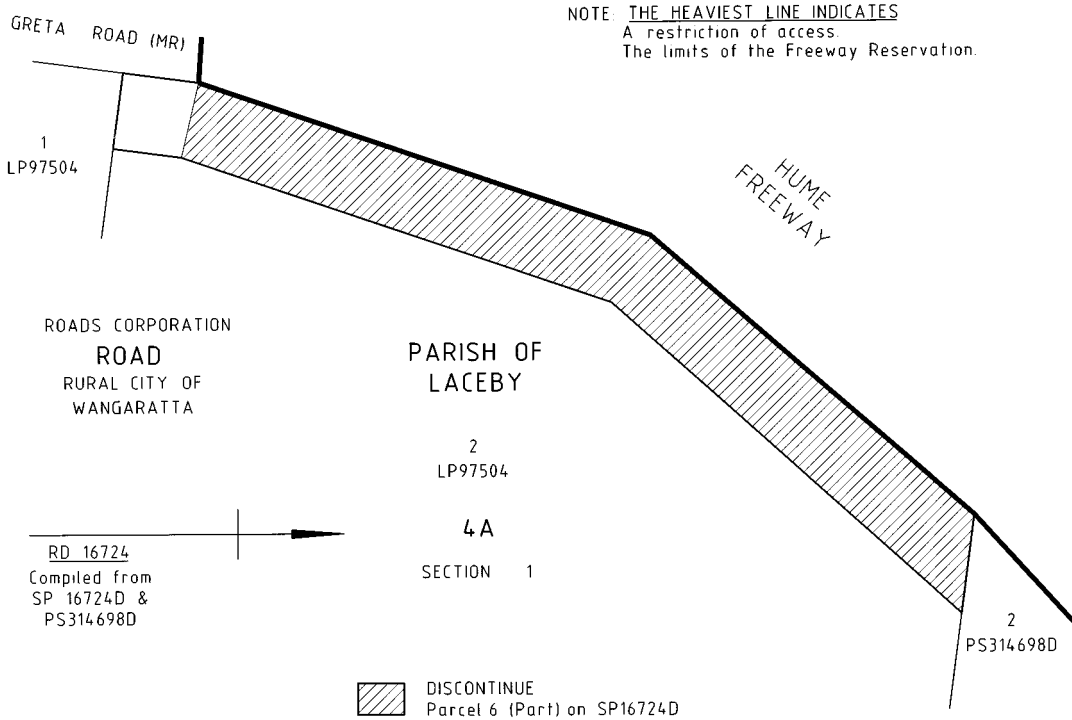 NOTE: THE HEAVIEST LINE INDICATES
A restriction of access.
The limits of the Freeway Reservation.
GRETA ROAD (MR)
1
LP97504
HUME
FREEWAY
ROADS CORPORATION
ROAD
RURAL CITY OF
WANGARATTA
PARISH OF
LACEBY
2
LP97504
4A
SECTION 1
RD 16724
Compiled from
SP 16724D &
PS314698D
2
PS314698D
DISCONTINUE
Parcel 6 (Part) on SP16724D